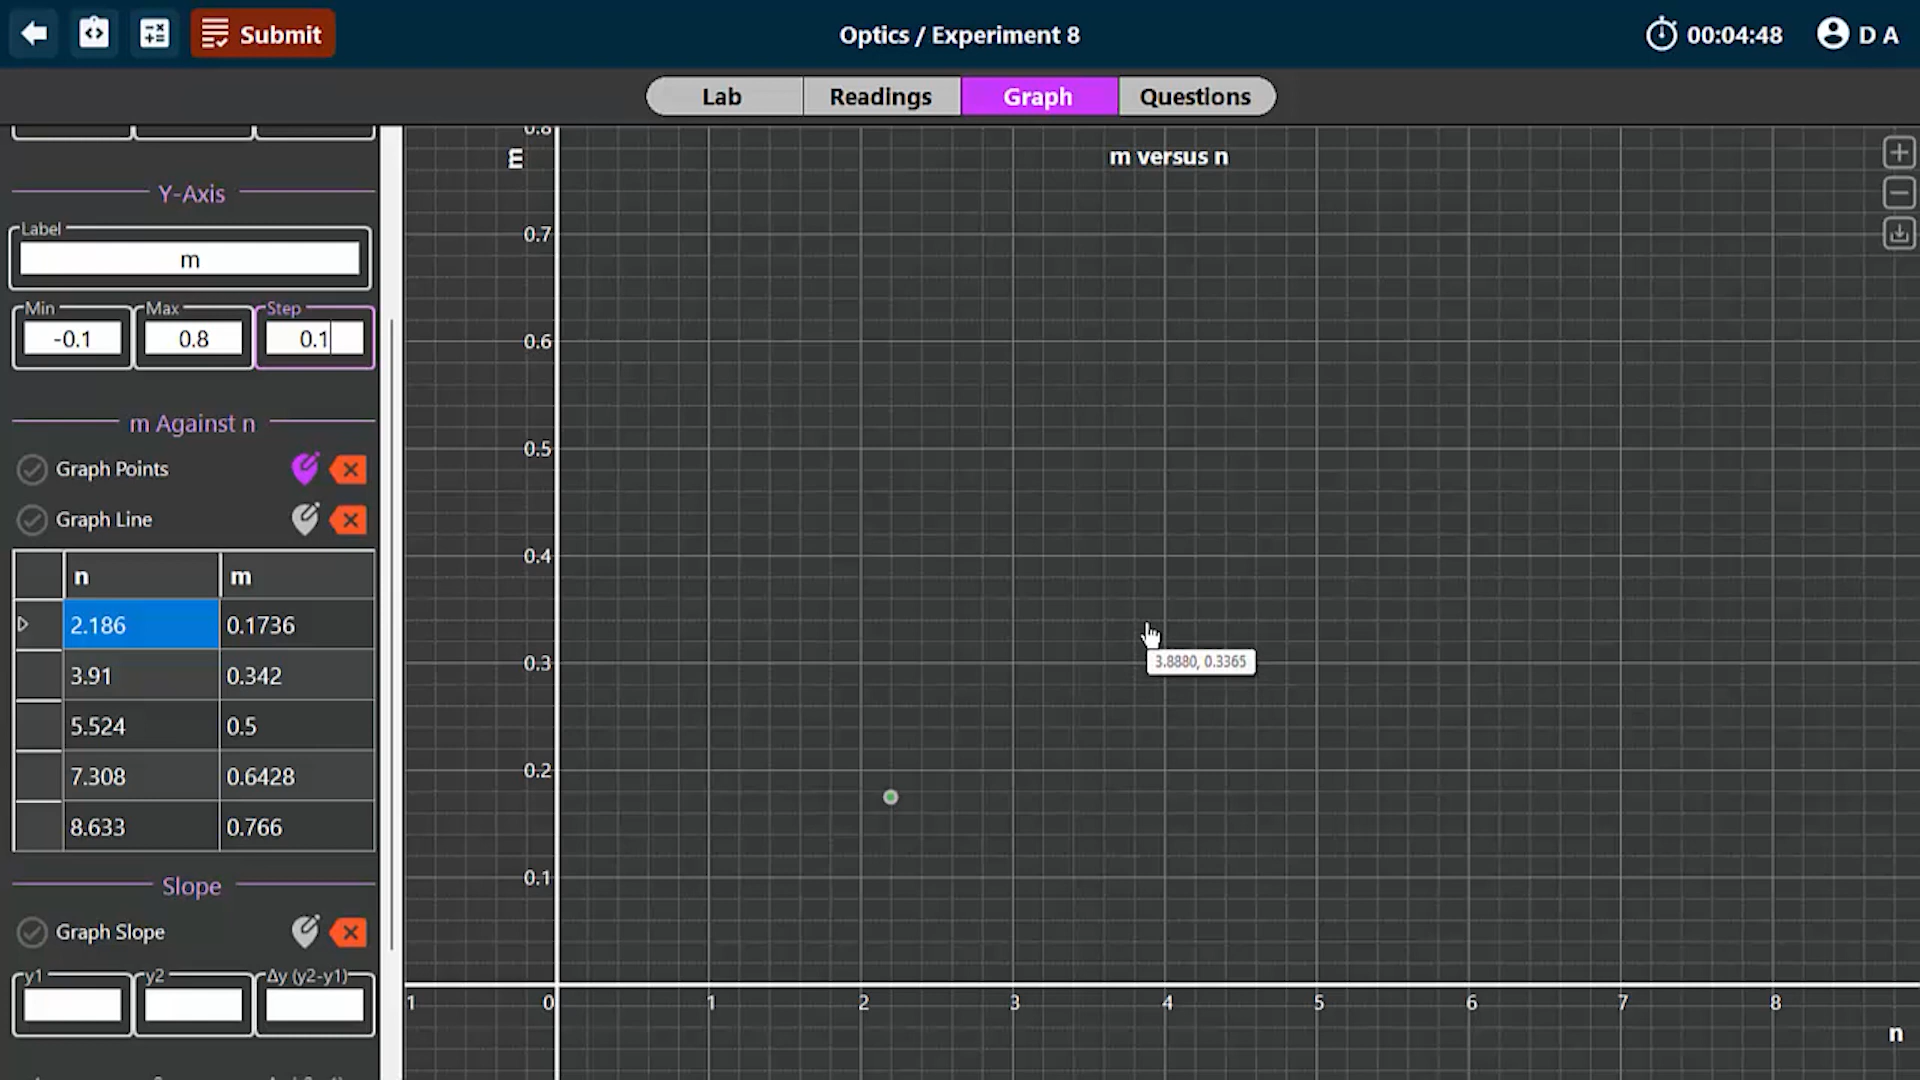 Submit
Optics / Experiment 8
00:04:48
D A
Lab
Readings
Graph
Questions
Y-Axis
Label
m
Min
Max
Step
-0.1
0.8
0.1
m Against n
Graph Points
Graph Line
n m
2.186 0.1736
3.91 0.342
5.524 0.5
7.308 0.6428
8.633 0.766
Slope
Graph Slope
y1
y2
Δy (y2-y1)
m
m versus n
0.8
0.7
0.6
0.5
0.4
0.3
0.2
0.1
3.8880, 0.3365
1 0 1 2 3 4 5 6 7 8
n